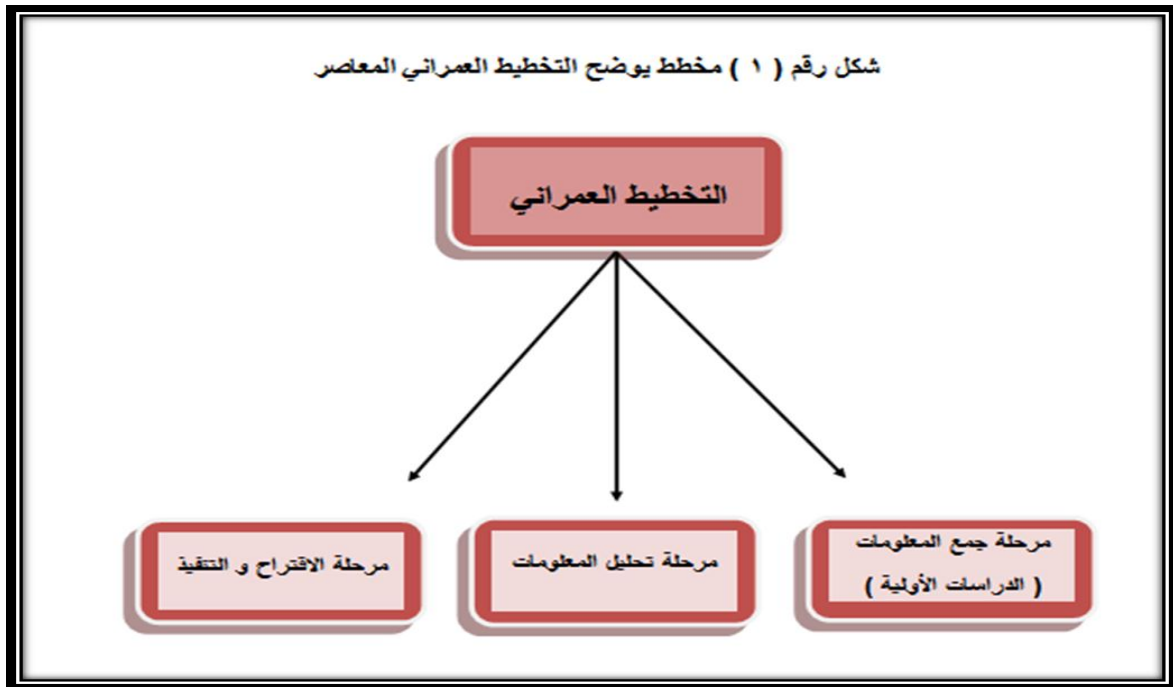 شكل رقم ( ١ ) مخطط يوضح التخطيط العمراني المعاصر
التخطيط العمراني
مرحلة جمع المعلومات
( الدراسات الأولية )
مرحلة تحليل المعلومات
مرحلة الاقتراح و التنفيذ